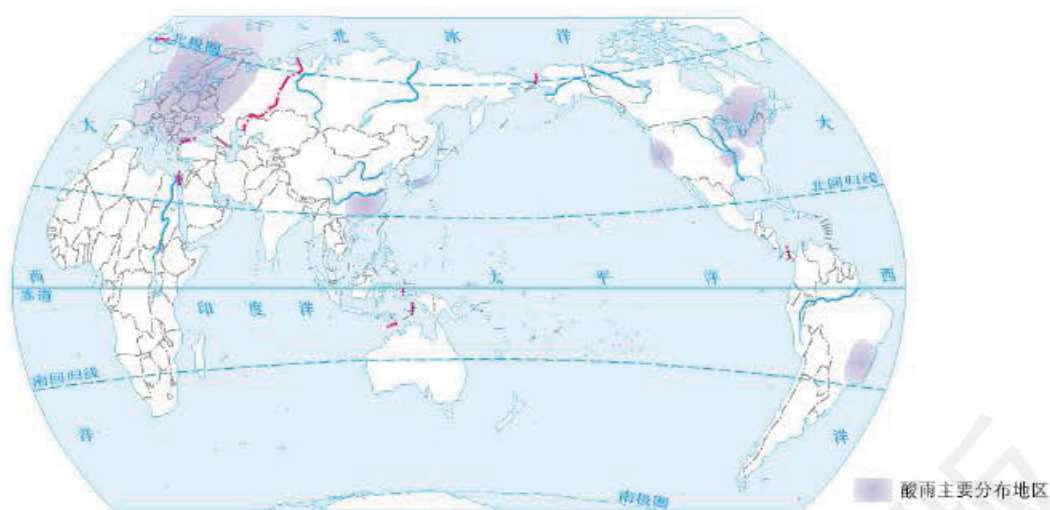 北 冰 洋
北极圈
大
大
北回归线
西
太 平 洋
西
赤道
印 度 洋
南回归线
洋
洋
南极圈
酸雨主要分布地区